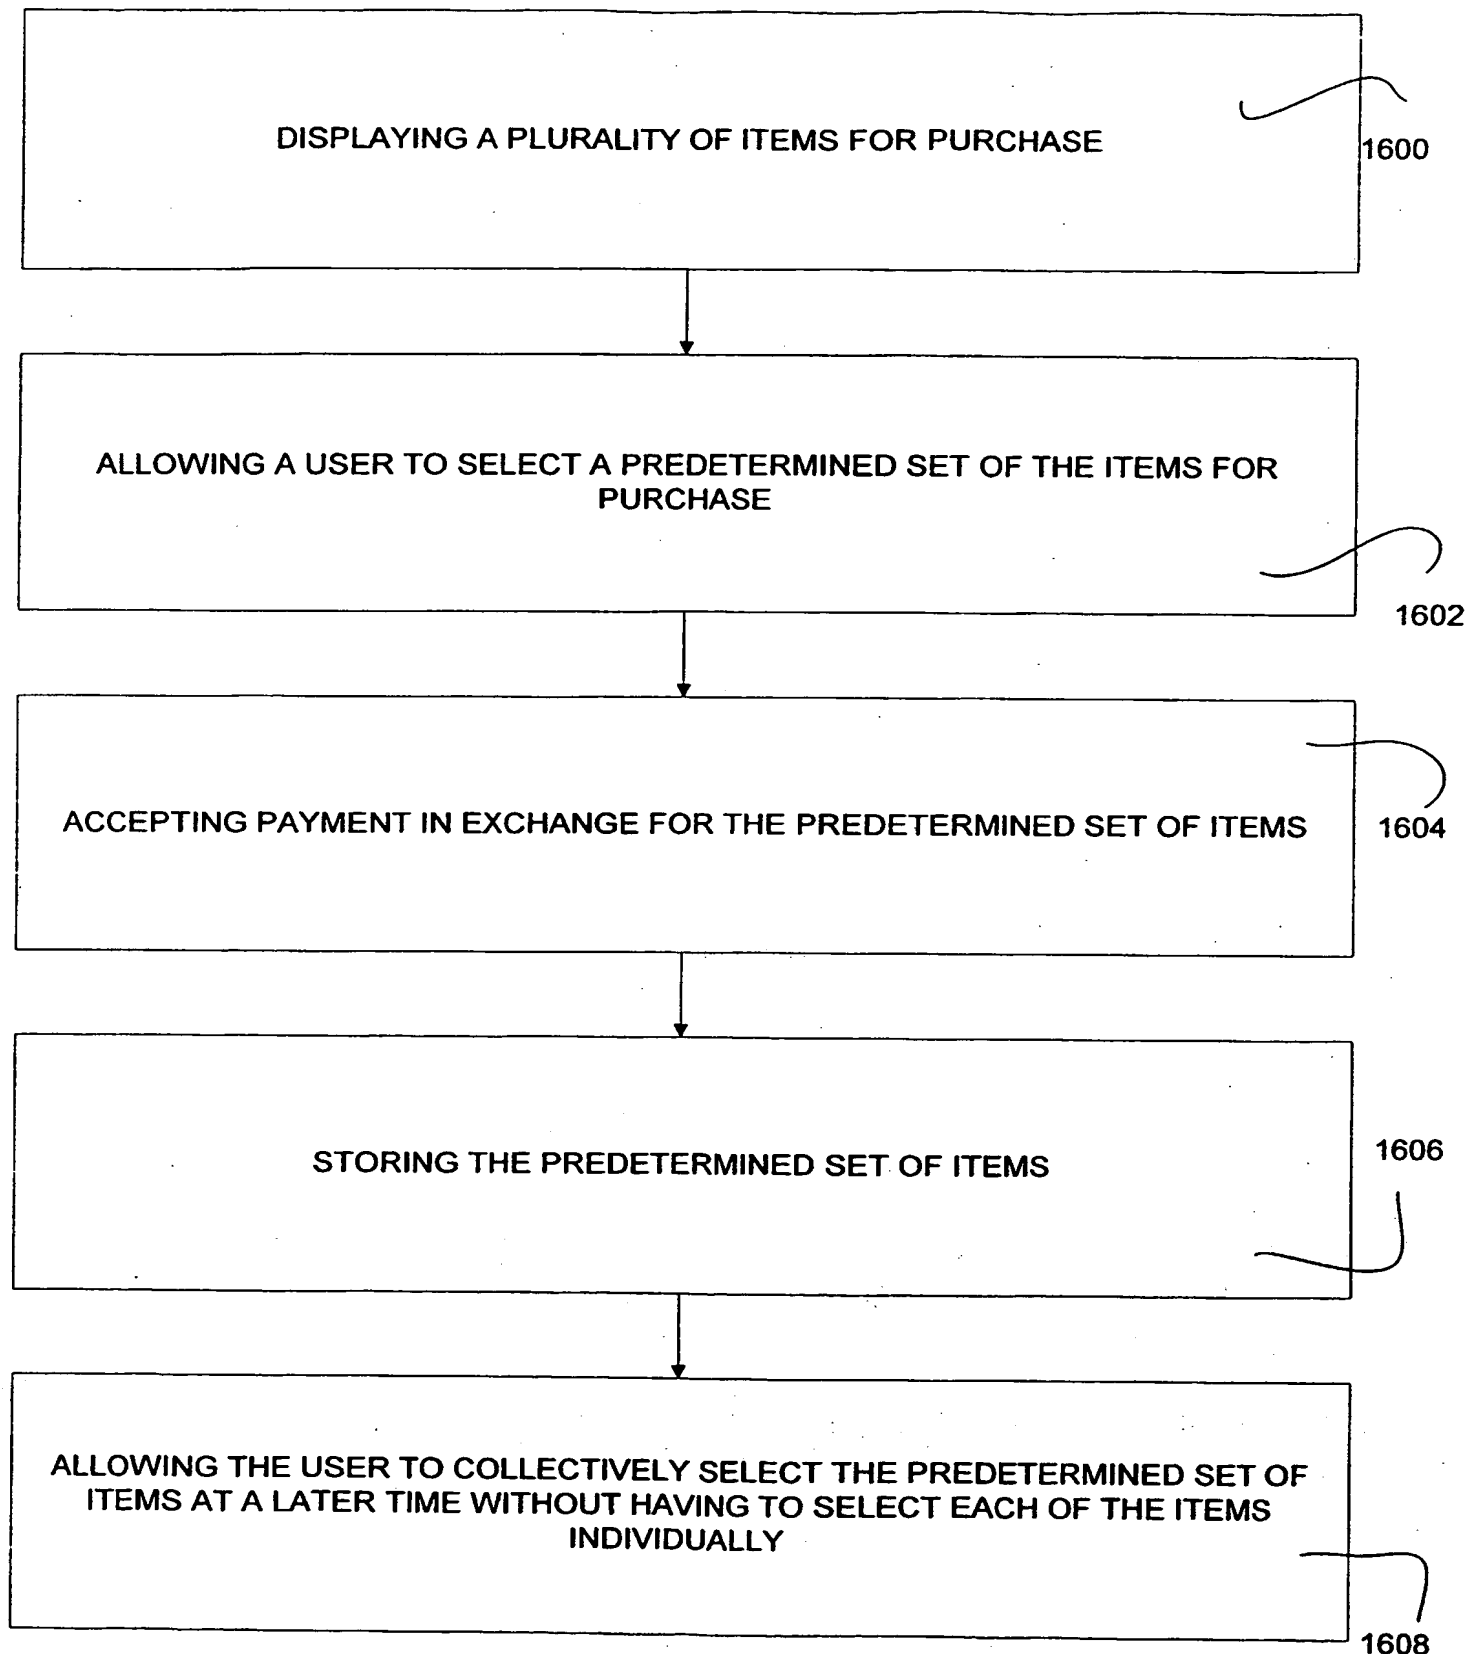 DISPLAYING A PLURALITY OF ITEMS FOR PURCHASE
1600
ALLOWING A USER TO SELECT A PREDETERMINED SET OF THE ITEMS FOR
PURCHASE
1602
ACCEPTING PAYMENT IN EXCHANGE FOR THE PREDETERMINED SET OF ITEMS
1604
STORING THE PREDETERMINED SET OF ITEMS
1606
ALLOWING THE USER TO COLLECTIVELY SELECT THE PREDETERMINED SET OF
ITEMS AT A LATER TIME WITHOUT HAVING TO SELECT EACH OF THE ITEMS
INDIVIDUALLY
1608